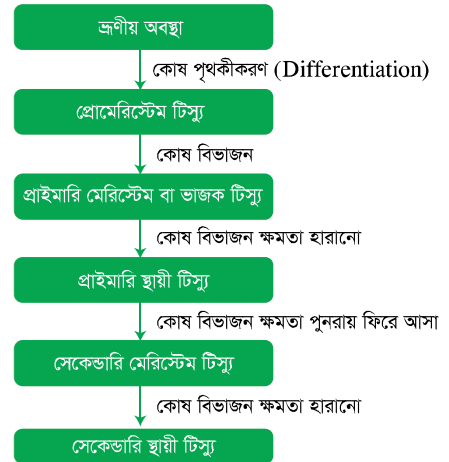 ভ্রূণীয় অবস্থা
কোষ পৃথকীকরণ (Differentiation)
প্রোমেরিস্টেম টিস্যু
কোষ বিভাজন
প্রাইমারি মেরিস্টেম বা ভাজক টিস্যু
কোষ বিভাজন ক্ষমতা হারানো
প্রাইমারি স্থায়ী টিস্যু
কোষ বিভাজন ক্ষমতা পুনরায় ফিরে আসা
সেকেন্ডারি মেরিস্টেম টিস্যু
কোষ বিভাজন ক্ষমতা হারানো
সেকেন্ডারি স্থায়ী টিস্যু